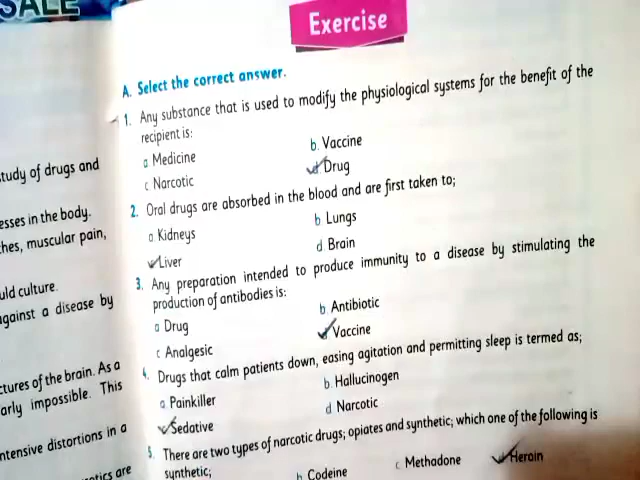 SALE
Exercise
A. Select the correct answer.
1. Any substance that is used to modify the physiological systems for the benefit of the
recipient is:
a Medicine
b. Vaccine
c Narcotic
Drug
2. Oral drugs are absorbed in the blood and are first taken to;
a Kidneys
b Lungs
Liver
d Brain
3. Any preparation intended to produce immunity to a disease by stimulating the
production of antibodies is:
a Drug
b. Antibiotic
c Analgesic
Vaccine
4. Drugs that calm patients down, easing agitation and permitting sleep is termed as;
a Painkiller
b. Hallucinogen
Sedative
d Narcotic
5. There are two types of narcotic drugs; opiates and synthetic; which one of the following is
synthetic;
b Codeine
c Methadone
Heroin
tudy of drugs and
esses in the body.
hes, muscular pain,
uld culture.
against a disease by
ctures of the brain. As a
arly impossible. This
ntensive distortions in a
otics are